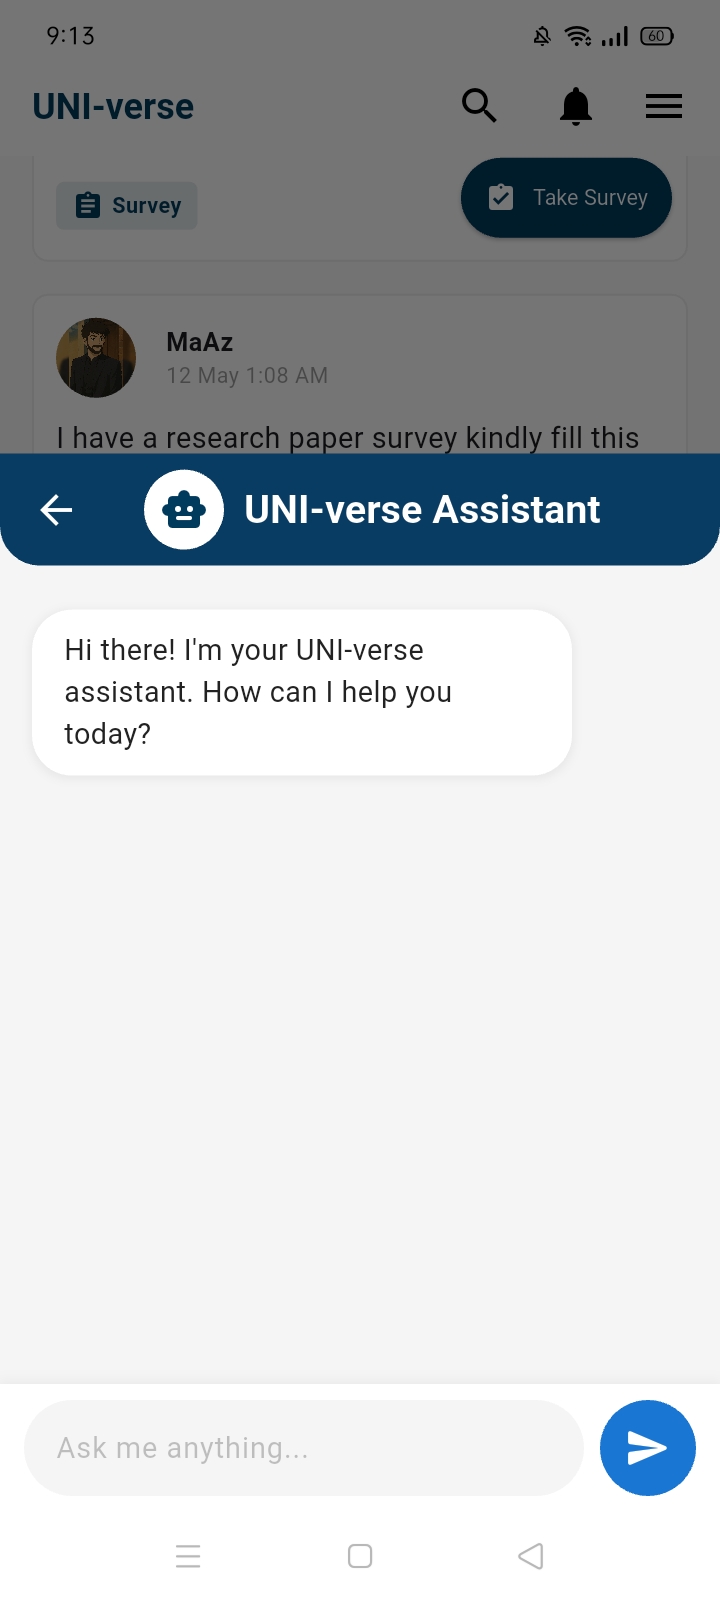 9:13
60
UNI-verse
Survey
Take Survey
MaAz
12 May 1:08 AM
I have a research paper survey kindly fill this
UNI-verse Assistant
Hi there! I'm your UNI-verse
assistant. How can I help you
today?
Ask me anything...